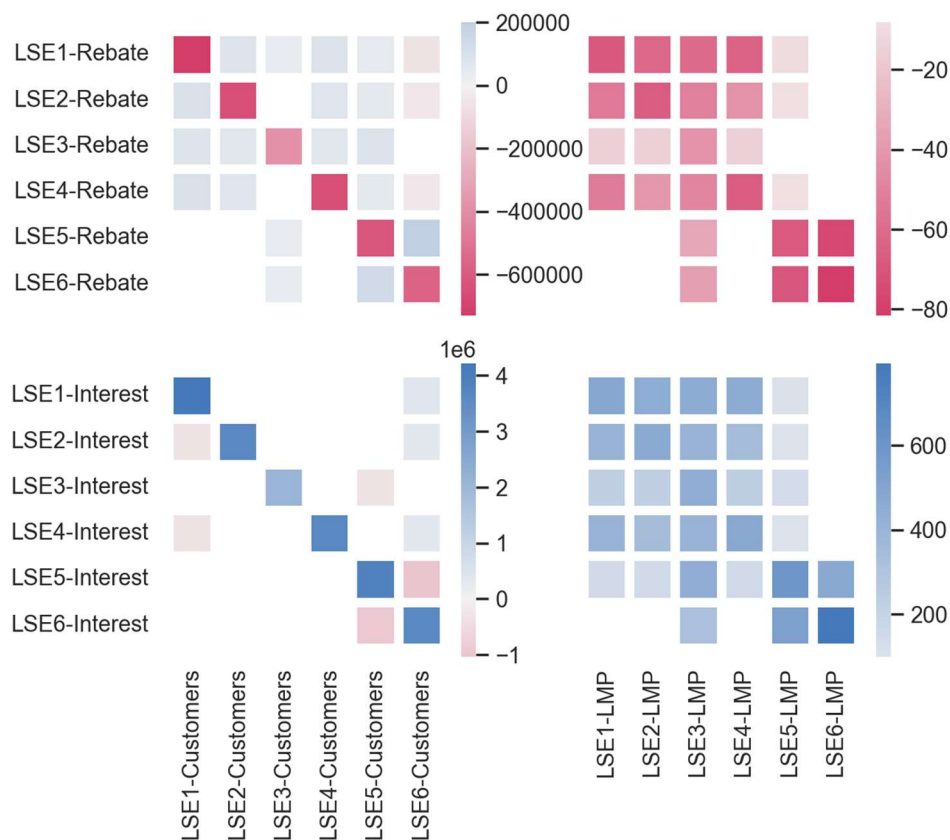 LSE1-Rebate
LSE2-Rebate
LSE3-Rebate
LSE4-Rebate
LSE5-Rebate
LSE6-Rebate
200000
0
−200000
−400000
−600000
−20
−40
−60
−80
LSE1-Interest
LSE2-Interest
LSE3-Interest
LSE4-Interest
LSE5-Interest
LSE6-Interest
1e6
4
3
2
1
0
−1
600
400
200
LSE1-Customers
LSE2-Customers
LSE3-Customers
LSE4-Customers
LSE5-Customers
LSE6-Customers
LSE1-LMP
LSE2-LMP
LSE3-LMP
LSE4-LMP
LSE5-LMP
LSE6-LMP